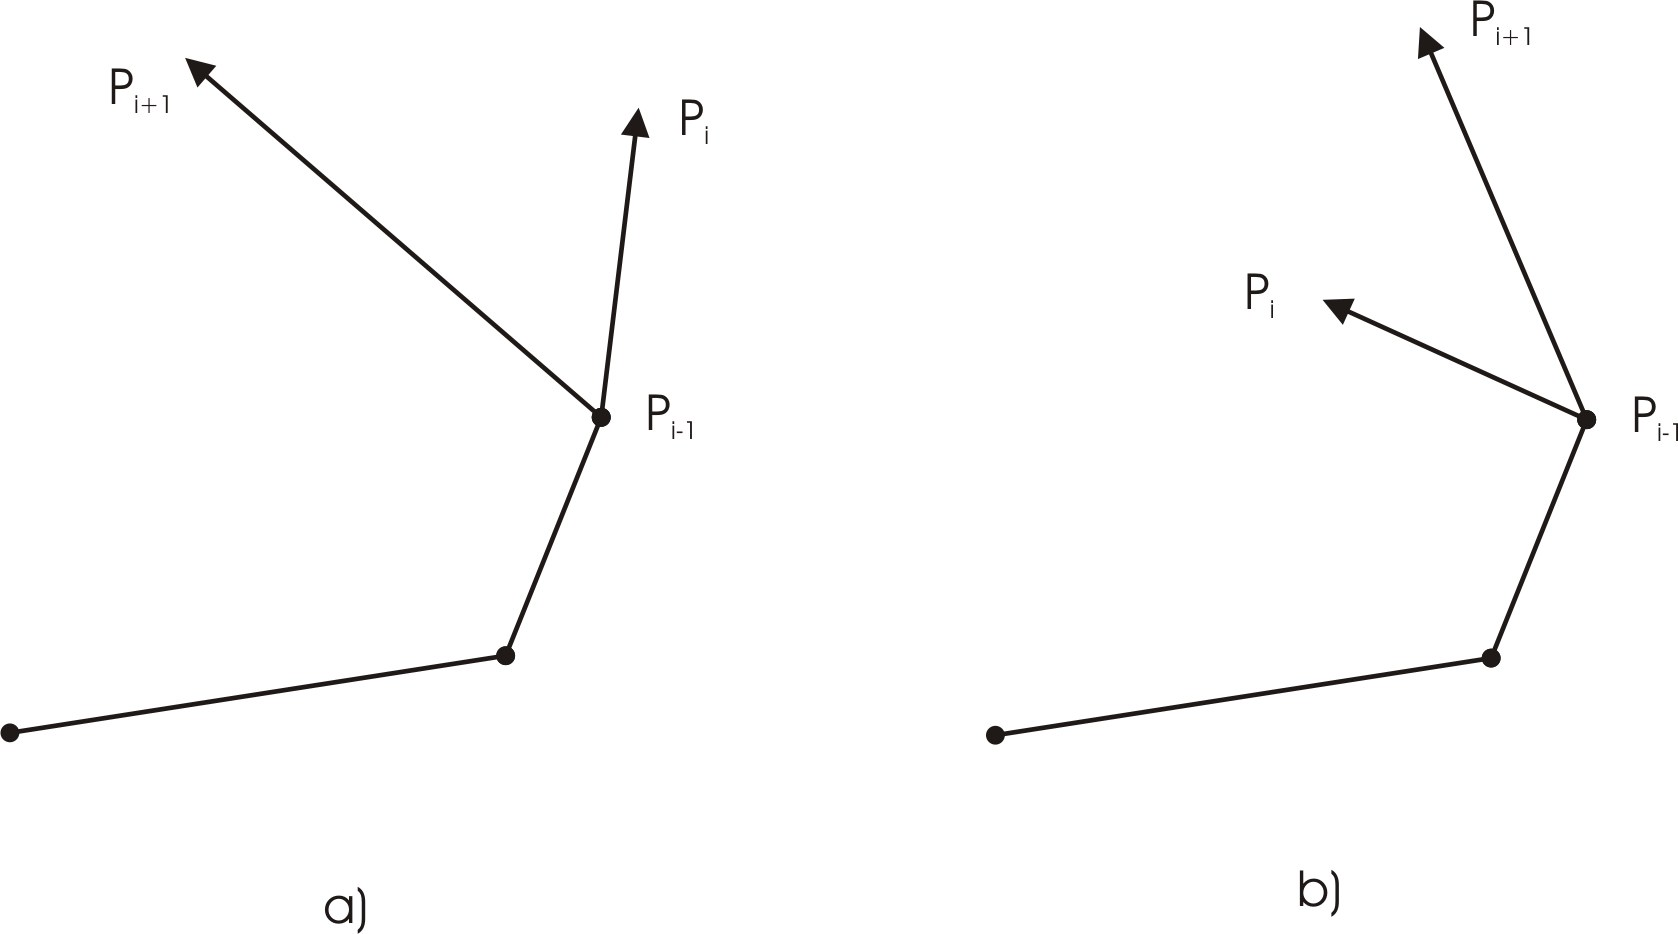 P_{i+1}
P_i
P_{i-1}
a)
P_{i+1}
P_i
P_{i-1}
b)